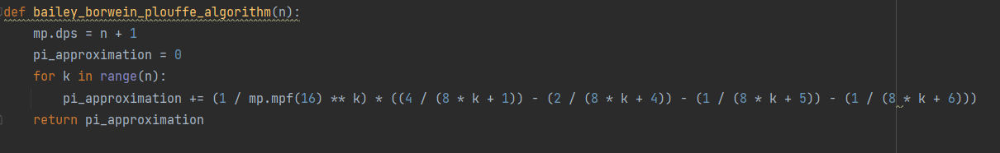 def bailey_borwein_plouffe_algorithm(n):
    mp.dps = n + 1
    pi_approximation = 0
    for k in range(n):
        pi_approximation += (1 / mp.mpf(16) ** k) * ((4 / (8 * k + 1)) - (2 / (8 * k + 4)) - (1 / (8 * k + 5)) - (1 / (8 * k + 6)))
    return pi_approximation